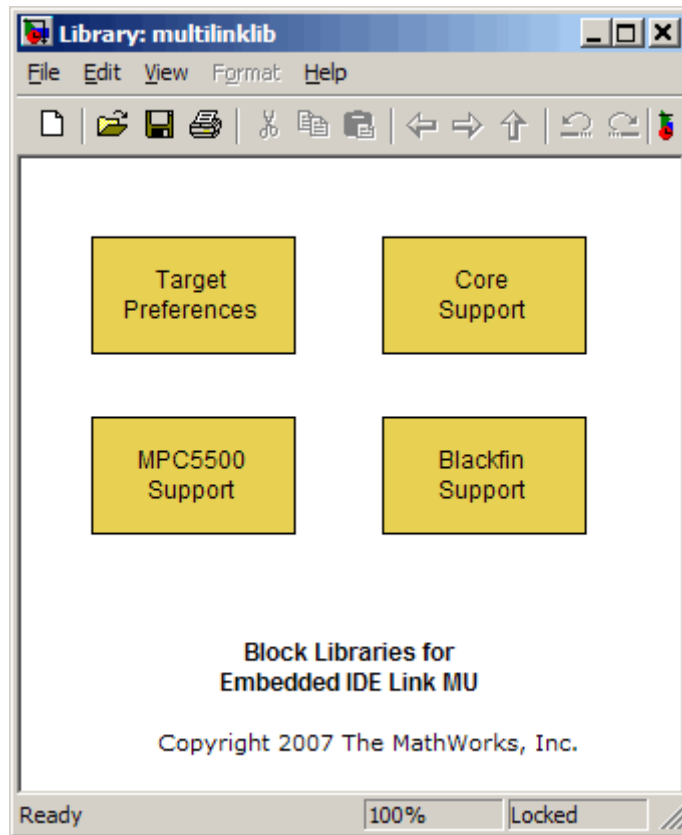 Library: multilinklib
File Edit View Format Help
Target
Preferences
Core
Support
MPC5500
Support
Blackfin
Support
Block Libraries for
Embedded IDE Link MU
Copyright 2007 The MathWorks, Inc.
Ready 100% Locked